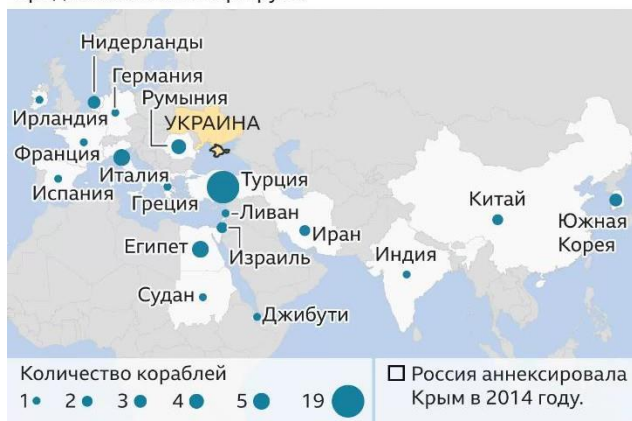 Нидерланды
Германия
Румыния
Ирландия
УКРАИНА
Франция
Италия
Турция
Испания
Греция
Ливан
Китай
Южная
Корея
Египет
Израиль
Иран
Индия
Судан
Джибути
Количество кораблей
1 2 3 4 5 19
Россия аннексировала
Крым в 2014 году.